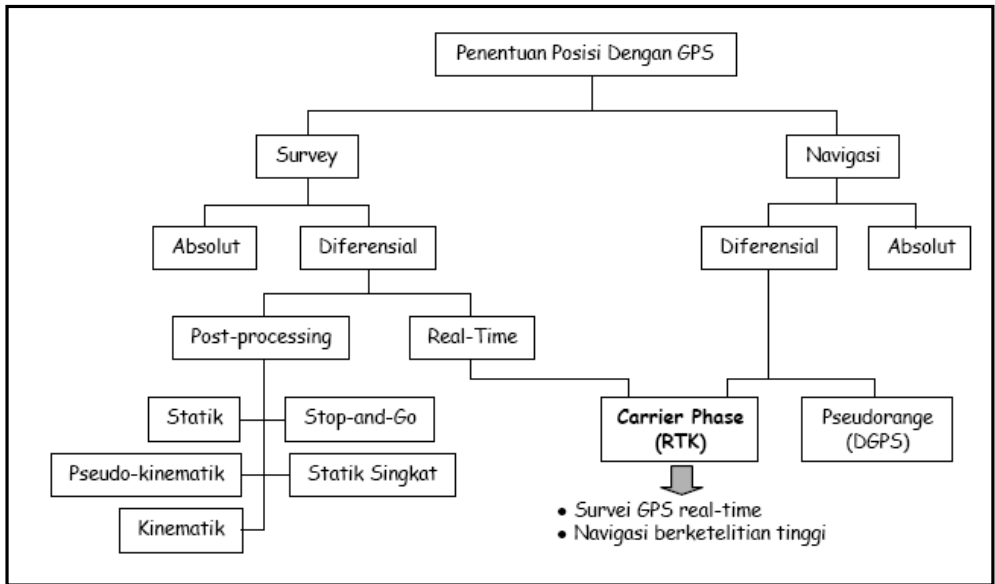 Penentuan Posisi Dengan GPS
Survey
Navigasi
Absolut
Diferensial
Diferensial
Absolut
Post-processing
Real-Time
Statik
Stop-and-Go
Carrier Phase
(RTK)
Pseudorange
(DGPS)
Pseudo-kinematik
Statik Singkat
Kinematik
• Survei GPS real-time
• Navigasi berketelitian tinggi